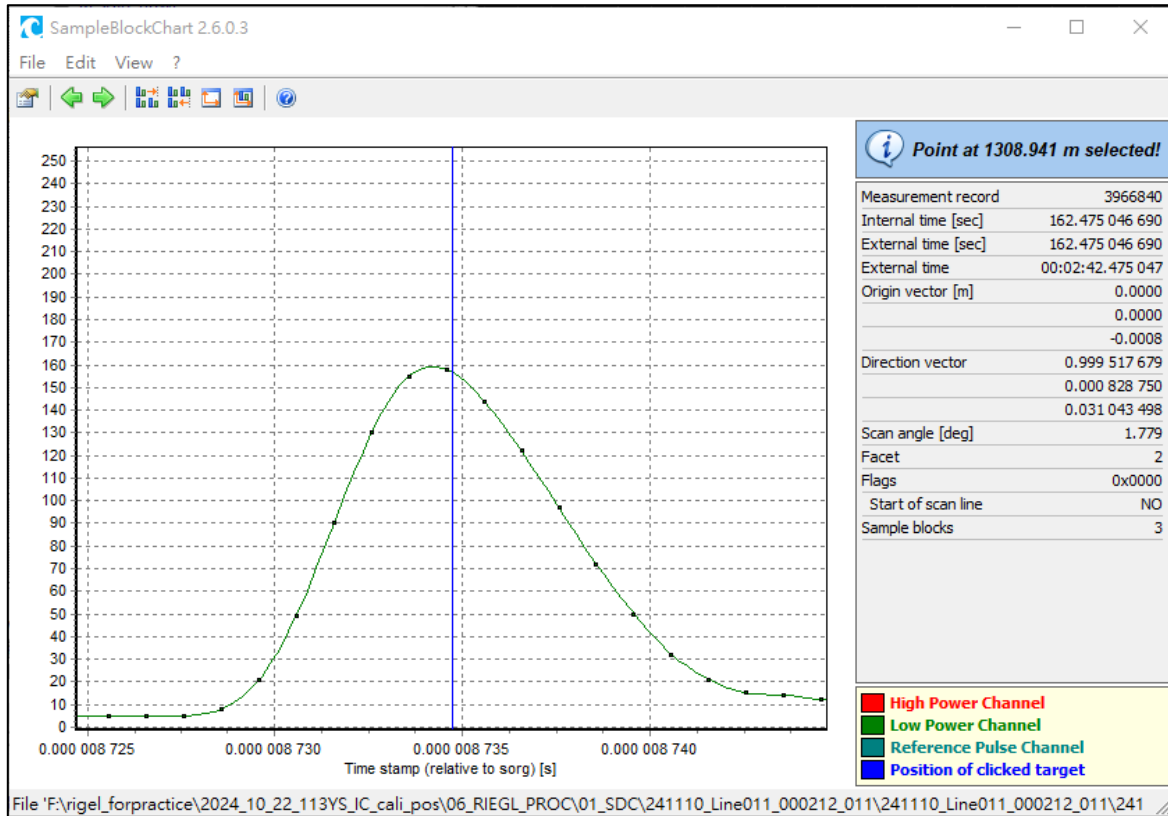 SampleBlockChart 2.6.0.3
File Edit View ?
Point at 1308.941 m selected!
250
240
230
220
210
200
190
180
170
160
150
140
130
120
110
100
90
80
70
60
50
40
30
20
10
0
0.000 008 725 0.000 008 730 0.000 008 735 0.000 008 740
Time stamp (relative to sorg) [s]
Measurement record 3966840
Internal time [sec] 162.475 046 690
External time [sec] 162.475 046 690
External time 00:02:42.475 047
Origin vector [m] 0.0000
0.0000
-0.0008
Direction vector 0.999 517 679
0.000 828 750
0.031 043 498
Scan angle [deg] 1.779
Facet 2
Flags 0x0000
Start of scan line NO
Sample blocks 3
High Power Channel
Low Power Channel
Reference Pulse Channel
Position of clicked target
File 'F:\rigel_forpractice\2024_10_22_113YS_IC_cali_pos\06_RIEGL_PROC\01_SDC\241110_Line011_000212_011\241110_Line011_000212_011\241